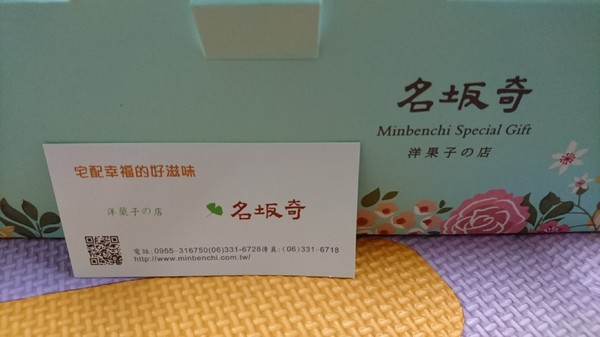 名坂奇
Minbenchi Special Gift
洋果子の店
宅配幸福的好滋味
洋菓子の店
名坂奇
電話:0955-316750(06)331-6728傳真:(06)331-6718
http://www.minbenchi.com.tw/